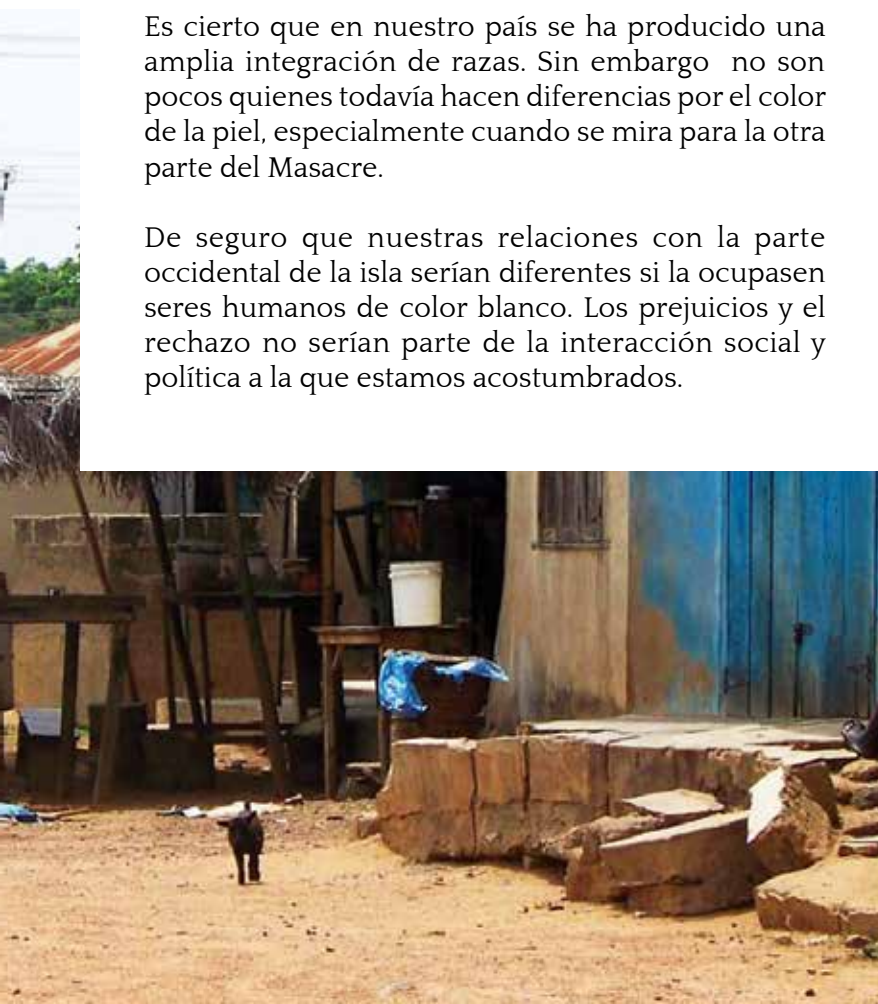 Es cierto que en nuestro país se ha producido una
amplia integración de razas. Sin embargo  no son
pocos quienes todavía hacen diferencias por el color
de la piel, especialmente cuando se mira para la otra
parte del Masacre.
De seguro que nuestras relaciones con la parte
occidental de la isla serían diferentes si la ocupasen
seres humanos de color blanco. Los prejuicios y el
rechazo no serían parte de la interacción social y
política a la que estamos acostumbrados.